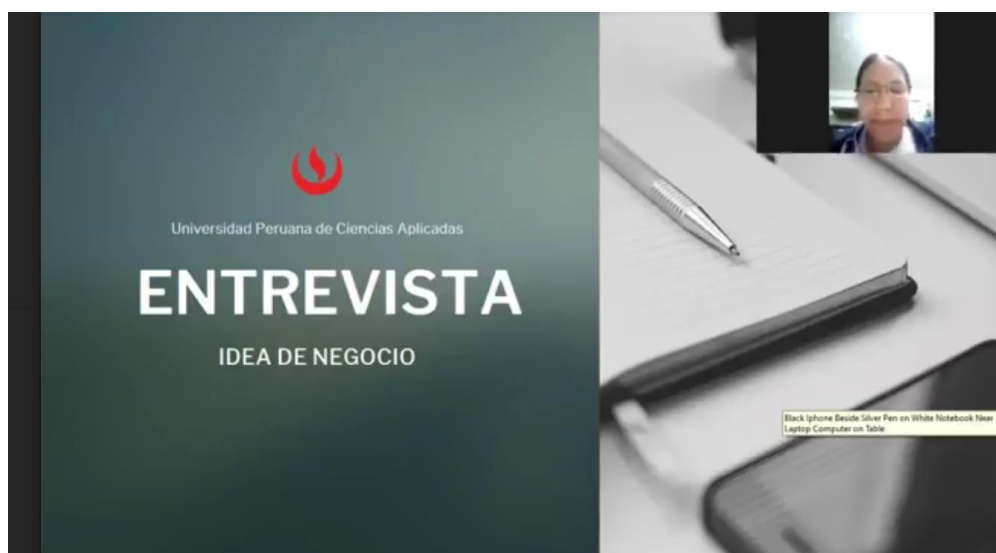 Universidad Peruana de Ciencias Aplicadas
ENTREVISTA
IDEA DE NEGOCIO
Black Iphone Beside Silver Pen on White Notebook Near
Laptop Computer on Table